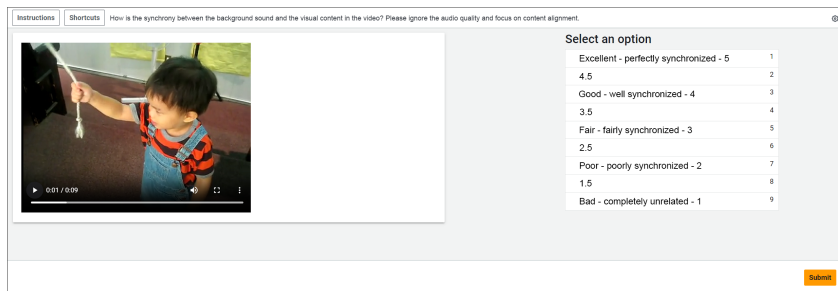 Instructions
Shortcuts
How is the synchrony between the background sound and the visual content in the video? Please ignore the audio quality and focus on content alignment.
0:01 / 0:09
Select an option
Excellent - perfectly synchronized - 5 1
4.5 2
Good - well synchronized - 4 3
3.5 4
Fair - fairly synchronized - 3 5
2.5 6
Poor - poorly synchronized - 2 7
1.5 8
Bad - completely unrelated - 1 9
Submit